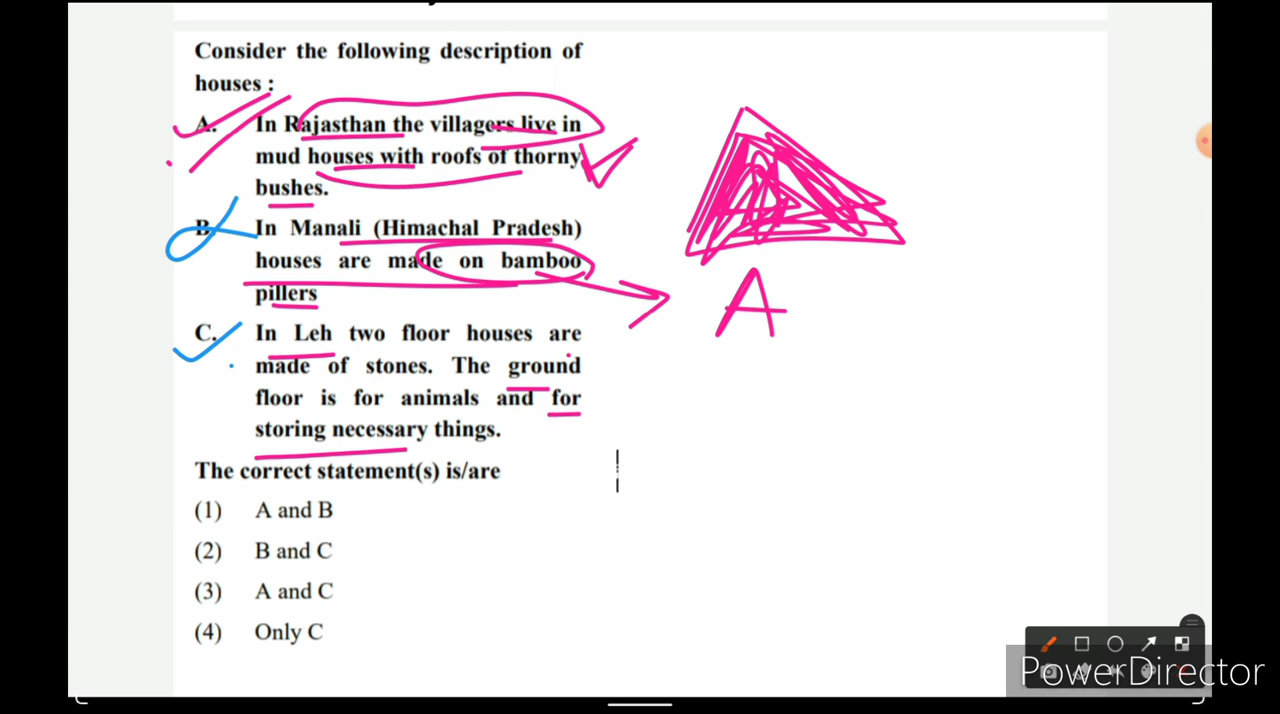 Consider the following description of
houses :
A. In Rajasthan the villagers live in
mud houses with roofs of thorny
bushes.
B. In Manali (Himachal Pradesh)
houses are made on bamboo
pillers
C. In Leh two floor houses are
made of stones. The ground
floor is for animals and for
storing necessary things.
The correct statement(s) is/are
(1) A and B
(2) B and C
(3) A and C
(4) Only C
A
PowerDirector